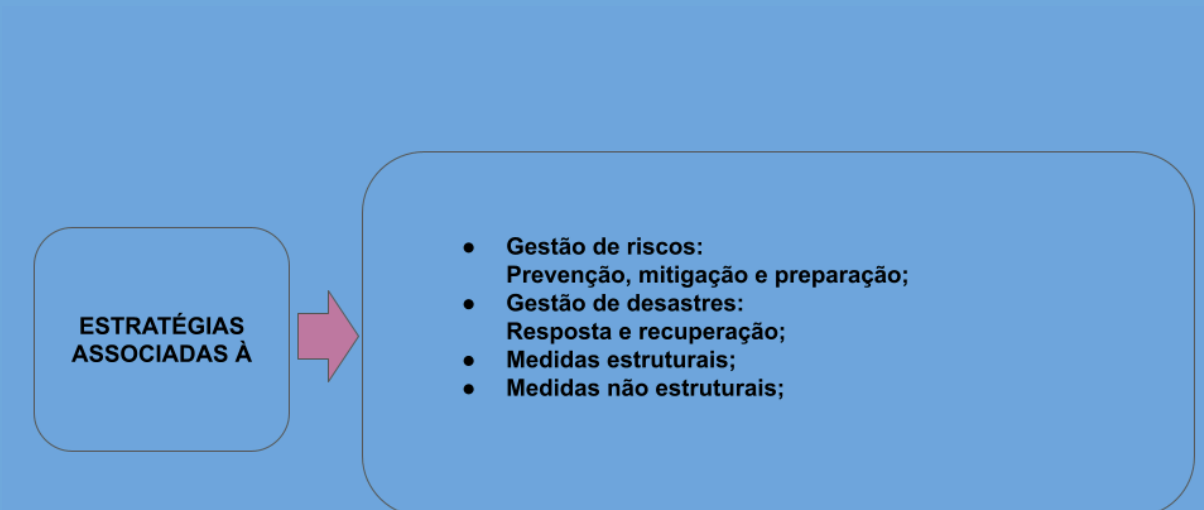 ESTRATÉGIAS
ASSOCIADAS À
● Gestão de riscos:
Prevenção, mitigação e preparação;
● Gestão de desastres:
Resposta e recuperação;
● Medidas estruturais;
● Medidas não estruturais;